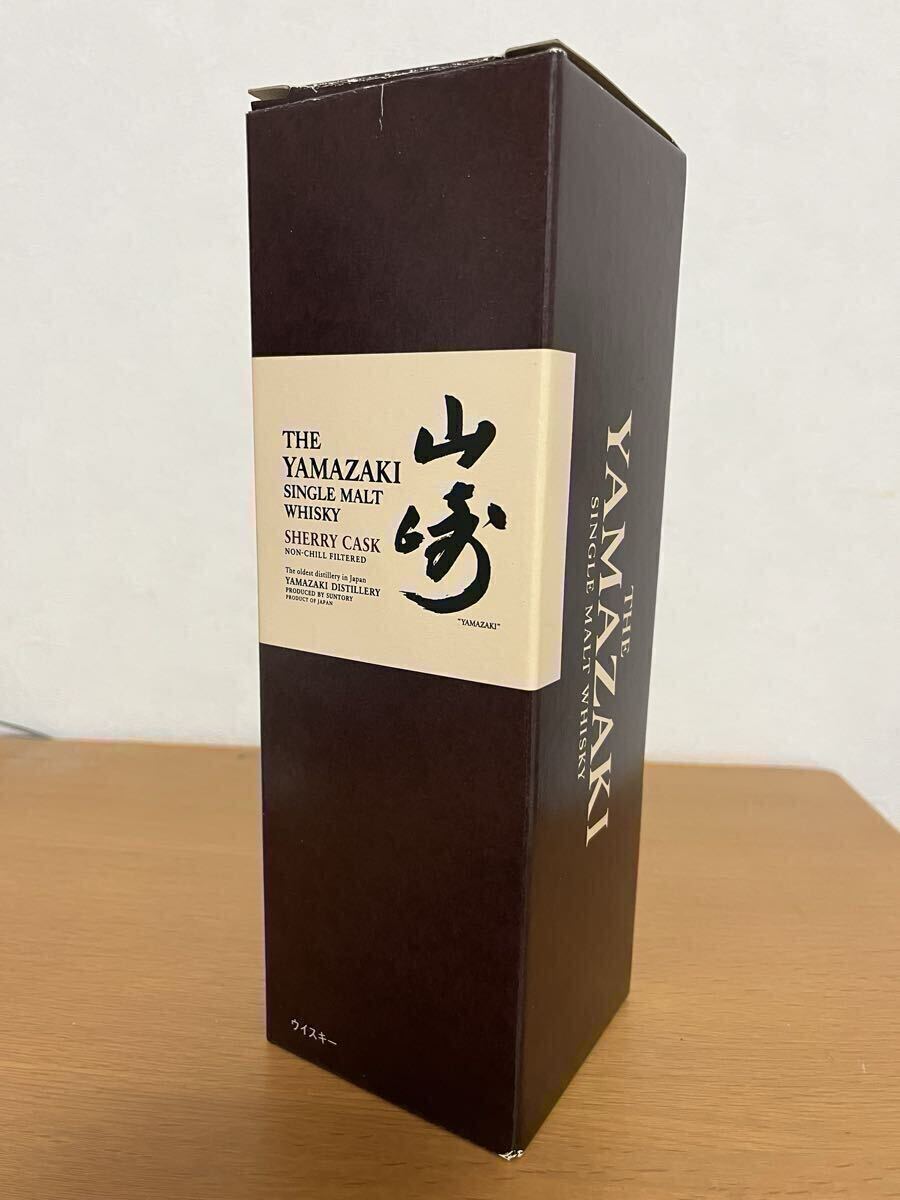 THE
YAMAZAKI
SINGLE MALT
WHISKY
SHERRY CASK
NON-CHILL FILTERED
The oldest distillery in Japan
YAMAZAKI DISTILLERY
PRODUCED BY SUNTORY
PRODUCT OF JAPAN
山崎
"YAMAZAKI"
ウイスキー
THE
YAMAZAKI
SINGLE MALT WHISKY